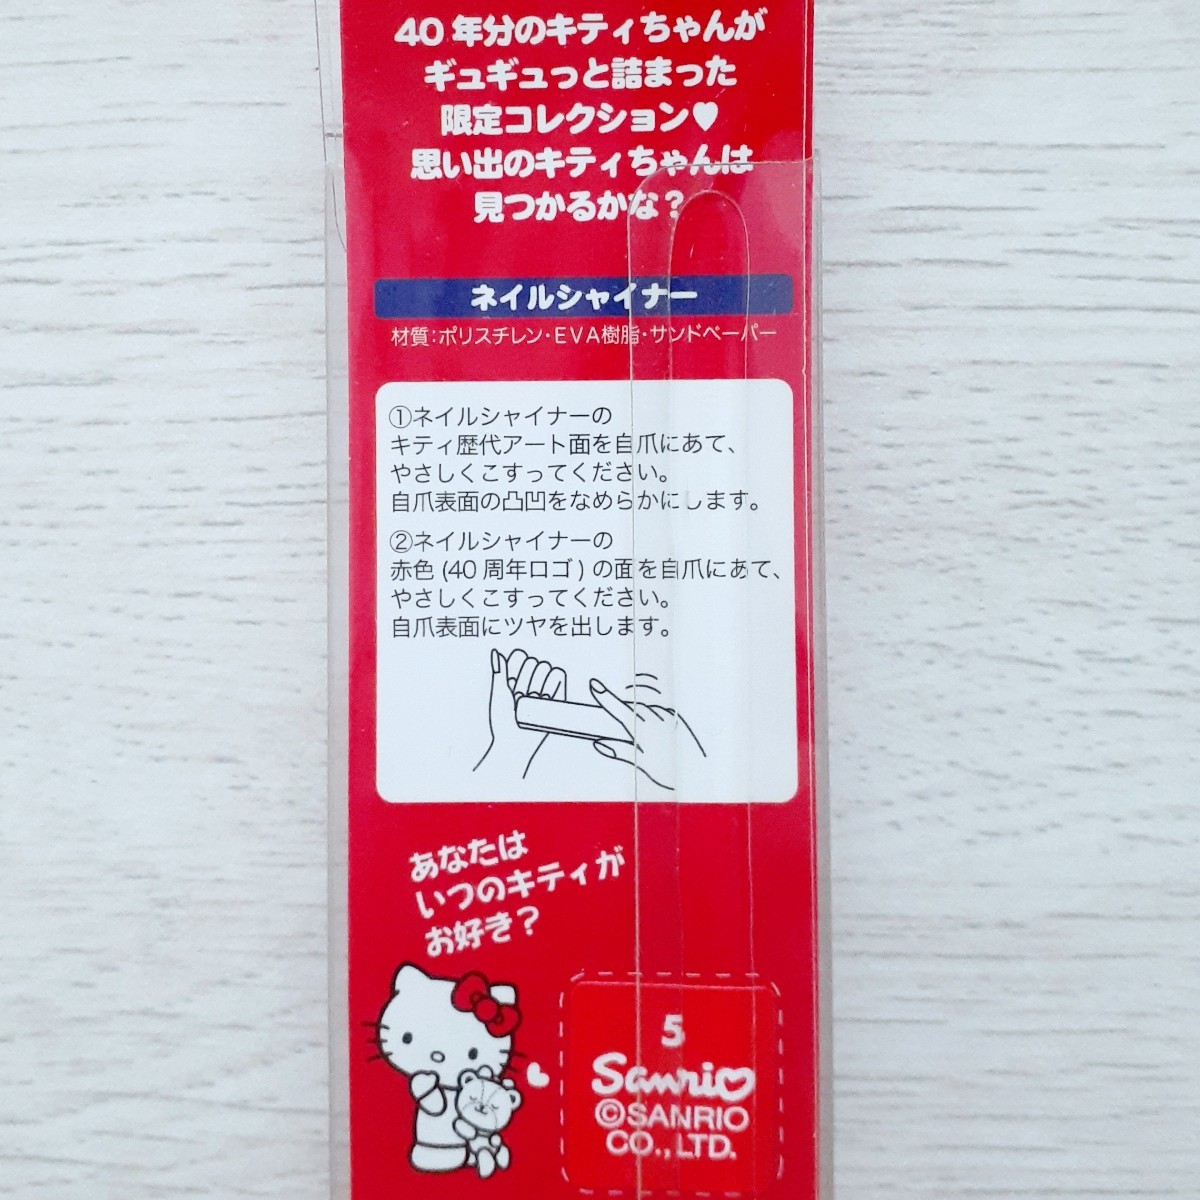 40年分のキティちゃんが
ギュギュっと詰まった
限定コレクション♥
思い出のキティちゃんは
見つかるかな？
ネイルシャイナー
材質：ポリスチレン・EVA樹脂・サンドペーパー
①ネイルシャイナーの
キティ歴代アート面を自爪にあて、
やさしくこすってください。
自爪表面の凸凹をなめらかにします。
②ネイルシャイナーの
赤色(40周年ロゴ)の面を自爪にあて、
やさしくこすってください。
自爪表面にツヤを出します。
あなたは
いつのキティが
お好き？
5
Sanrio
©SANRIO
CO.,LTD.